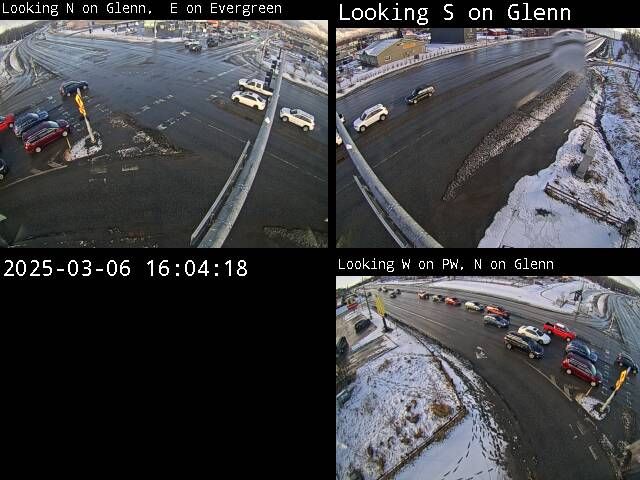 Looking N on Glenn,  E on Evergreen
Looking S on Glenn
2025-03-06 16:04:18
Looking W on PW, N on Glenn